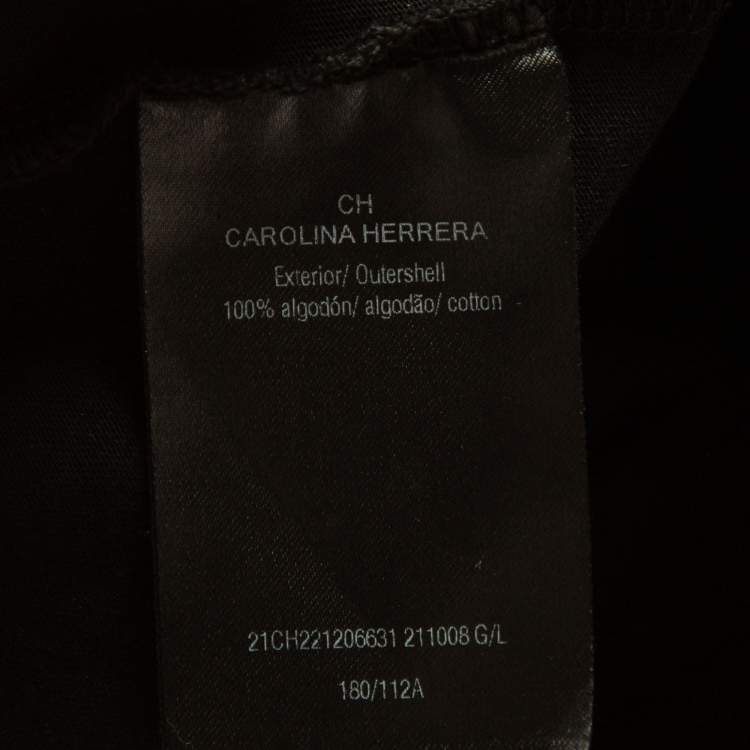 CH
CAROLINA HERRERA
Exterior/ Outershell
100% algodón/ algodão/ cotton
21CH221206631 211008 G/L
180/112A